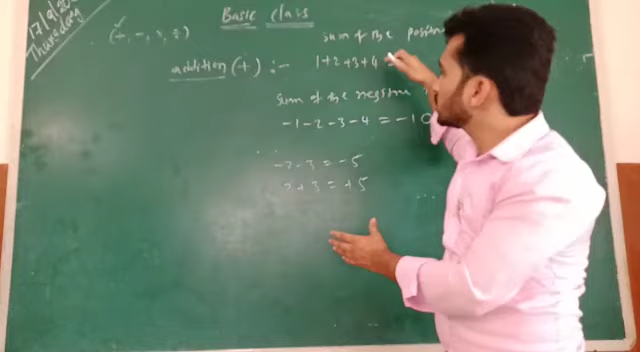 17/9/20
Thursday
Basic class
(+, -, ×, ÷)
sum of the positiv
addition (+) :-
1+2+3+4 =
sum of the negative
-1-2-3-4 = -10
-2-3 = -5
2+3 = +5